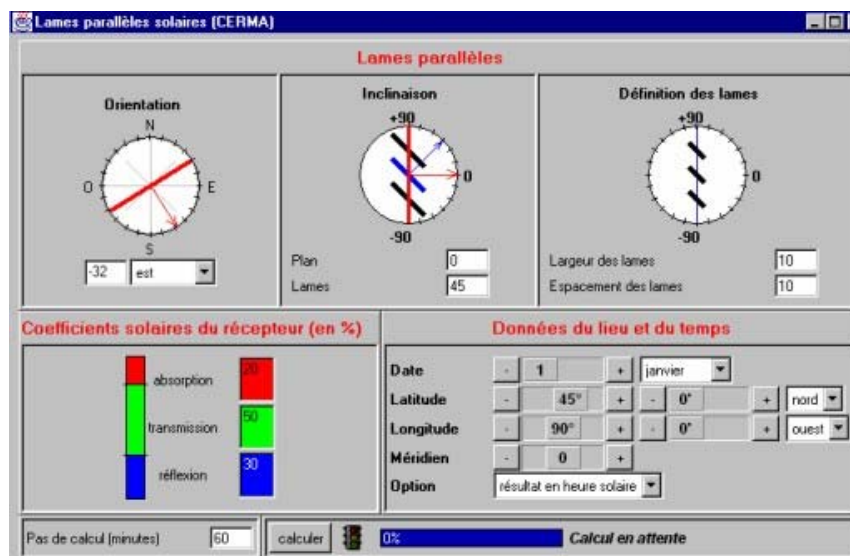 Lames parallèles solaires (CERMA)
Lames parallèles
Orientation
N
O
E
S
-32 est
Inclinaison
+90
0
-90
Plan 0
Lames 45
Définition des lames
+90
0
-90
Largeur des lames 10
Espacement des lames 10
Coefficients solaires du récepteur (en %)
absorption 20
transmission 50
réflexion 30
Données du lieu et du temps
Date - 1 + janvier
Latitude - 45° + - 0' + nord
Longitude - 90° + - 0' + ouest
Méridien - 0 +
Option résultat en heure solaire
Pas de calcul (minutes) 60
calculer 0% Calcul en attente